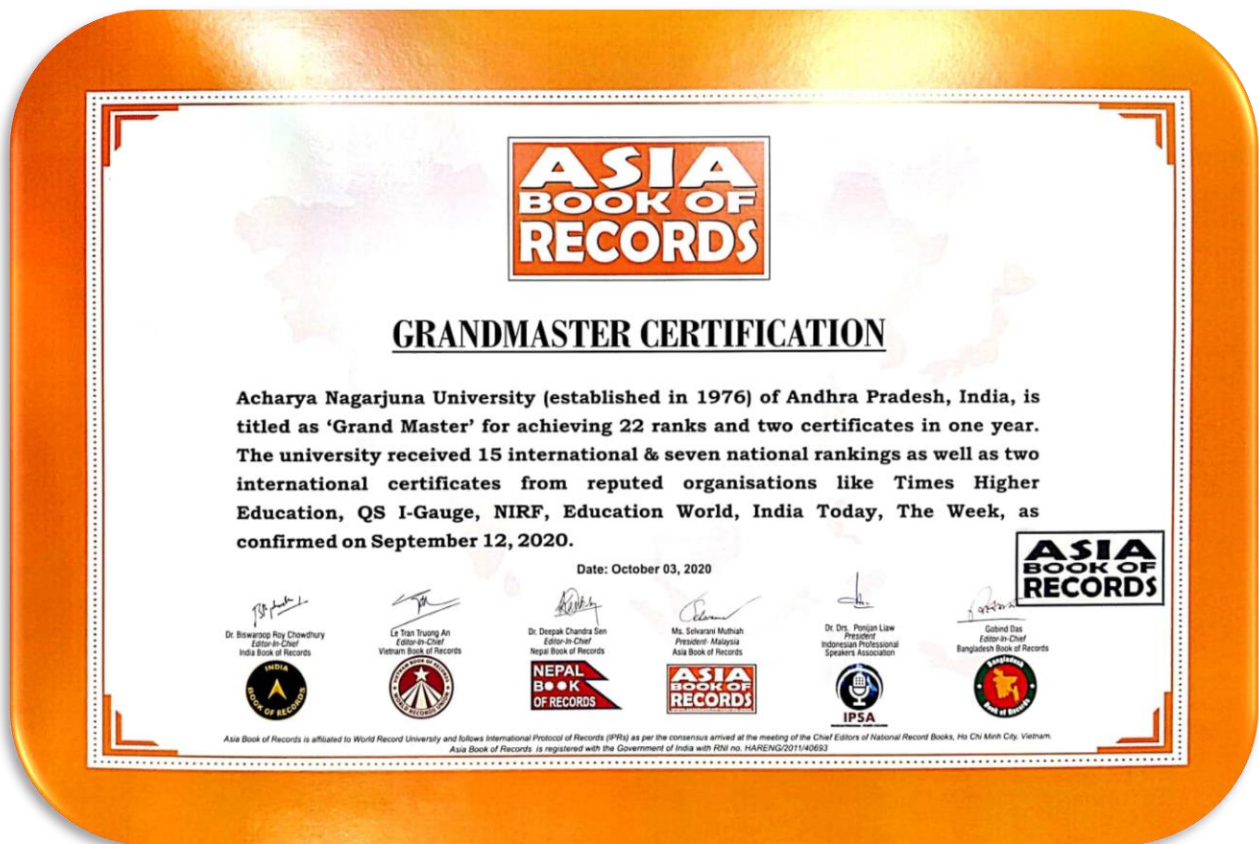 ASIA
BOOK OF
RECORDS
GRANDMASTER CERTIFICATION
Acharya Nagarjuna University (established in 1976) of Andhra Pradesh, India, is
titled as ‘Grand Master’ for achieving 22 ranks and two certificates in one year.
The university received 15 international & seven national rankings as well as two
international certificates from reputed organisations like Times Higher
Education, QS I-Gauge, NIRF, Education World, India Today, The Week, as
confirmed on September 12, 2020.
ASIA
BOOK OF
RECORDS
Date: October 03, 2020
Dr. Biswaroop Roy Chowdhury
Editor-In-Chief
India Book of Records
Le Tran Truong An
Editor-In-Chief
Vietnam Book of Records
Dr. Deepak Chandra Sen
Editor-In-Chief
Nepal Book of Records
Ms. Selvarani Muthiah
President- Malaysia
Asia Book of Records
Dr. Drs. Ponijan Liaw
President
Indonesian Professional
Speakers Association
Gobind Das
Editor-in-Chief
Bangladesh Book of Records
INDIA
BOOK OF RECORDS
VIETNAM BOOK OF RECORDS
NEPAL
BOOK
OF RECORDS
ASIA
BOOK OF
RECORDS
IPSA
Bangladesh
Book of Records
Asia Book of Records is affiliated to World Record University and follows International Protocol of Records (IPRs) as per the consensus arrived at the meeting of the Chief Editors of National Record Books, Ho Chi Minh City, Vietnam.
Asia Book of Records is registered with the Government of India with RNI no. HARENG/2011/40693